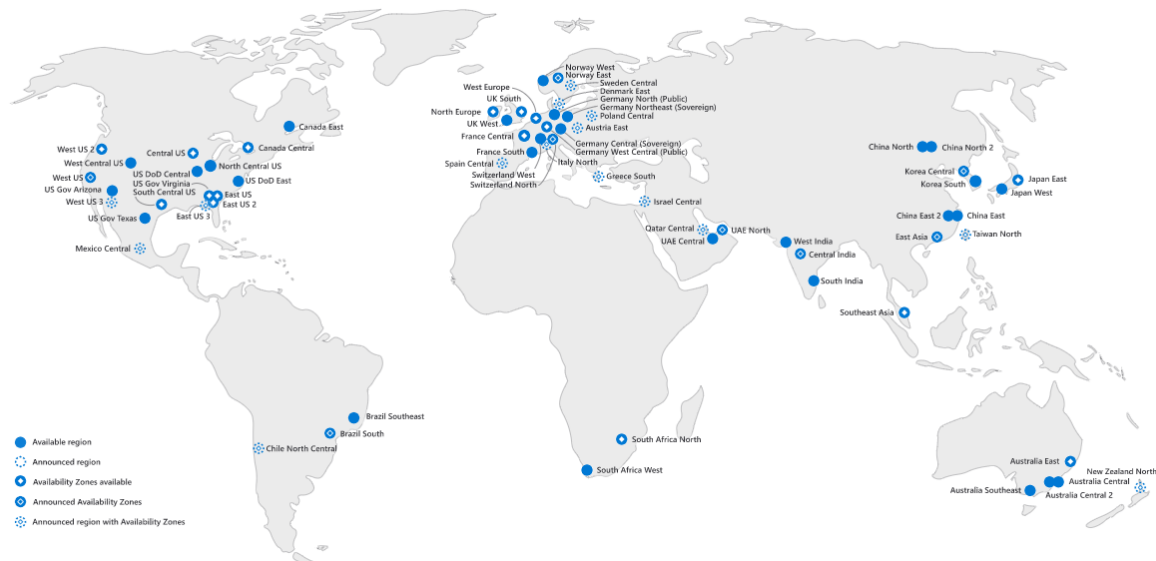 Norway West
Norway East
Sweden Central
Denmark East
Germany North (Public)
Germany Northeast (Sovereign)
Poland Central
Austria East
Germany Central (Sovereign)
Germany West Central (Public)
Italy North
Greece South
Israel Central
West Europe
UK South
North Europe
UK West
France Central
France South
Spain Central
Switzerland West
Switzerland North
Canada East
Canada Central
West US 2
Central US
West Central US
North Central US
US DoD Central
US DoD East
West US
US Gov Virginia
US Gov Arizona
South Central US
East US
West US 3
East US 2
East US 3
US Gov Texas
Mexico Central
Qatar Central
UAE North
UAE Central
West India
Central India
South India
China North
China North 2
Korea Central
Korea South
Japan East
Japan West
China East 2
China East
East Asia
Taiwan North
Southeast Asia
Brazil Southeast
Brazil South
Chile North Central
South Africa North
South Africa West
Australia East
New Zealand North
Australia Central
Australia Southeast
Australia Central 2
Available region
Announced region
Availability Zones available
Announced Availability Zones
Announced region with Availability Zones